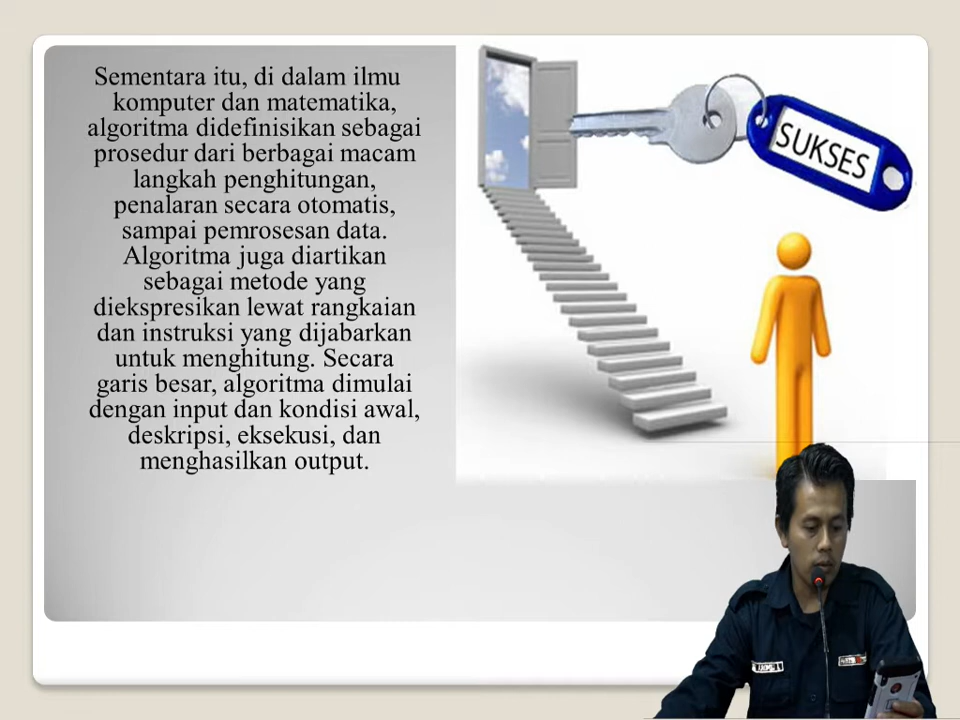 Sementara itu, di dalam ilmu
komputer dan matematika,
algoritma didefinisikan sebagai
prosedur dari berbagai macam
langkah penghitungan,
penalaran secara otomatis,
sampai pemrosesan data.
Algoritma juga diartikan
sebagai metode yang
diekspresikan lewat rangkaian
dan instruksi yang dijabarkan
untuk menghitung. Secara
garis besar, algoritma dimulai
dengan input dan kondisi awal,
deskripsi, eksekusi, dan
menghasilkan output.
SUKSES